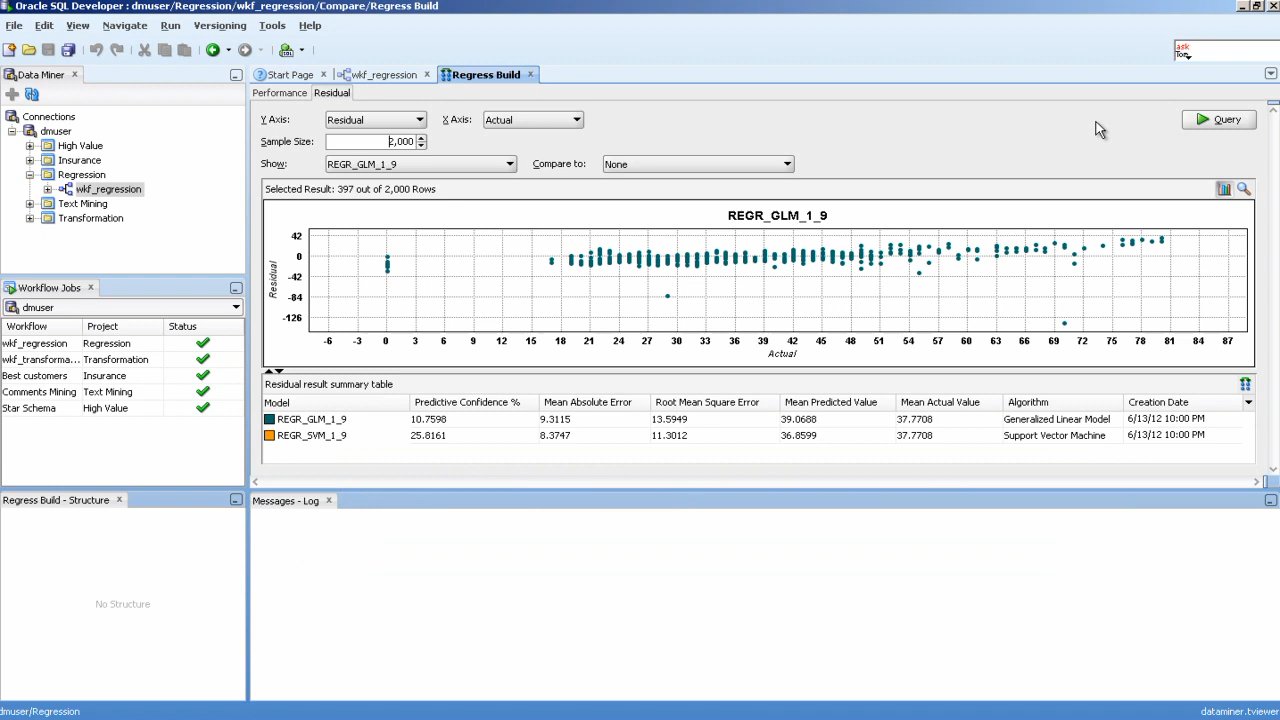 Oracle SQL Developer : dmuser/Regression/wkf_regression/Compare/Regress Build
File Edit View Navigate Run Versioning Tools Help
ask
Tom
Data Miner
Start Page wkf_regression Regress Build
Performance Residual
Connections
dmuser
High Value
Insurance
Regression
wkf_regression
Text Mining
Transformation
Y Axis: Residual X Axis: Actual Query
Sample Size: 2,000
Show: REGR_GLM_1_9 Compare to: None
Selected Result: 397 out of 2,000 Rows
REGR_GLM_1_9
Residual
42
0
-42
-84
-126
-6 -3 0 3 6 9 12 15 18 21 24 27 30 33 36 39 42 45 48 51 54 57 60 63 66 69 72 75 78 81 84 87
Actual
Workflow Jobs
dmuser
Workflow Project Status
wkf_regression Regression
wkf_transforma... Transformation
Best customers Insurance
Comments Mining Text Mining
Star Schema High Value
Residual result summary table
Model Predictive Confidence % Mean Absolute Error Root Mean Square Error Mean Predicted Value Mean Actual Value Algorithm Creation Date
REGR_GLM_1_9 10.7598 9.3115 13.5949 39.0688 37.7708 Generalized Linear Model 6/13/12 10:00 PM
REGR_SVM_1_9 25.8161 8.3747 11.3012 36.8599 37.7708 Support Vector Machine 6/13/12 10:00 PM
Regress Build - Structure
No Structure
Messages - Log
dmuser/Regression
dataminer.tviewer